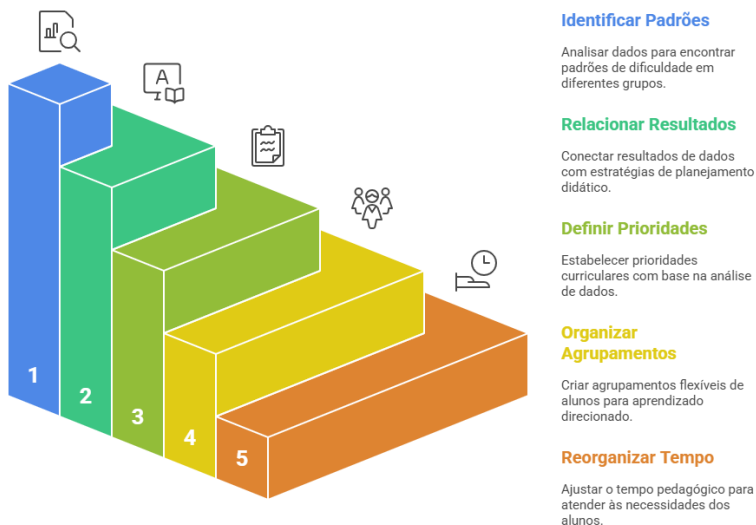 Identificar Padrões
Analisar dados para encontrar
padrões de dificuldade em
diferentes grupos.
Relacionar Resultados
Conectar resultados de dados
com estratégias de planejamento
didático.
Definir Prioridades
Estabelecer prioridades
curriculares com base na análise
de dados.
Organizar
Agrupamentos
Criar agrupamentos flexíveis de
alunos para aprendizado
direcionado.
Reorganizar Tempo
Ajustar o tempo pedagógico para
atender às necessidades dos
alunos.
A
1
2
3
4
5